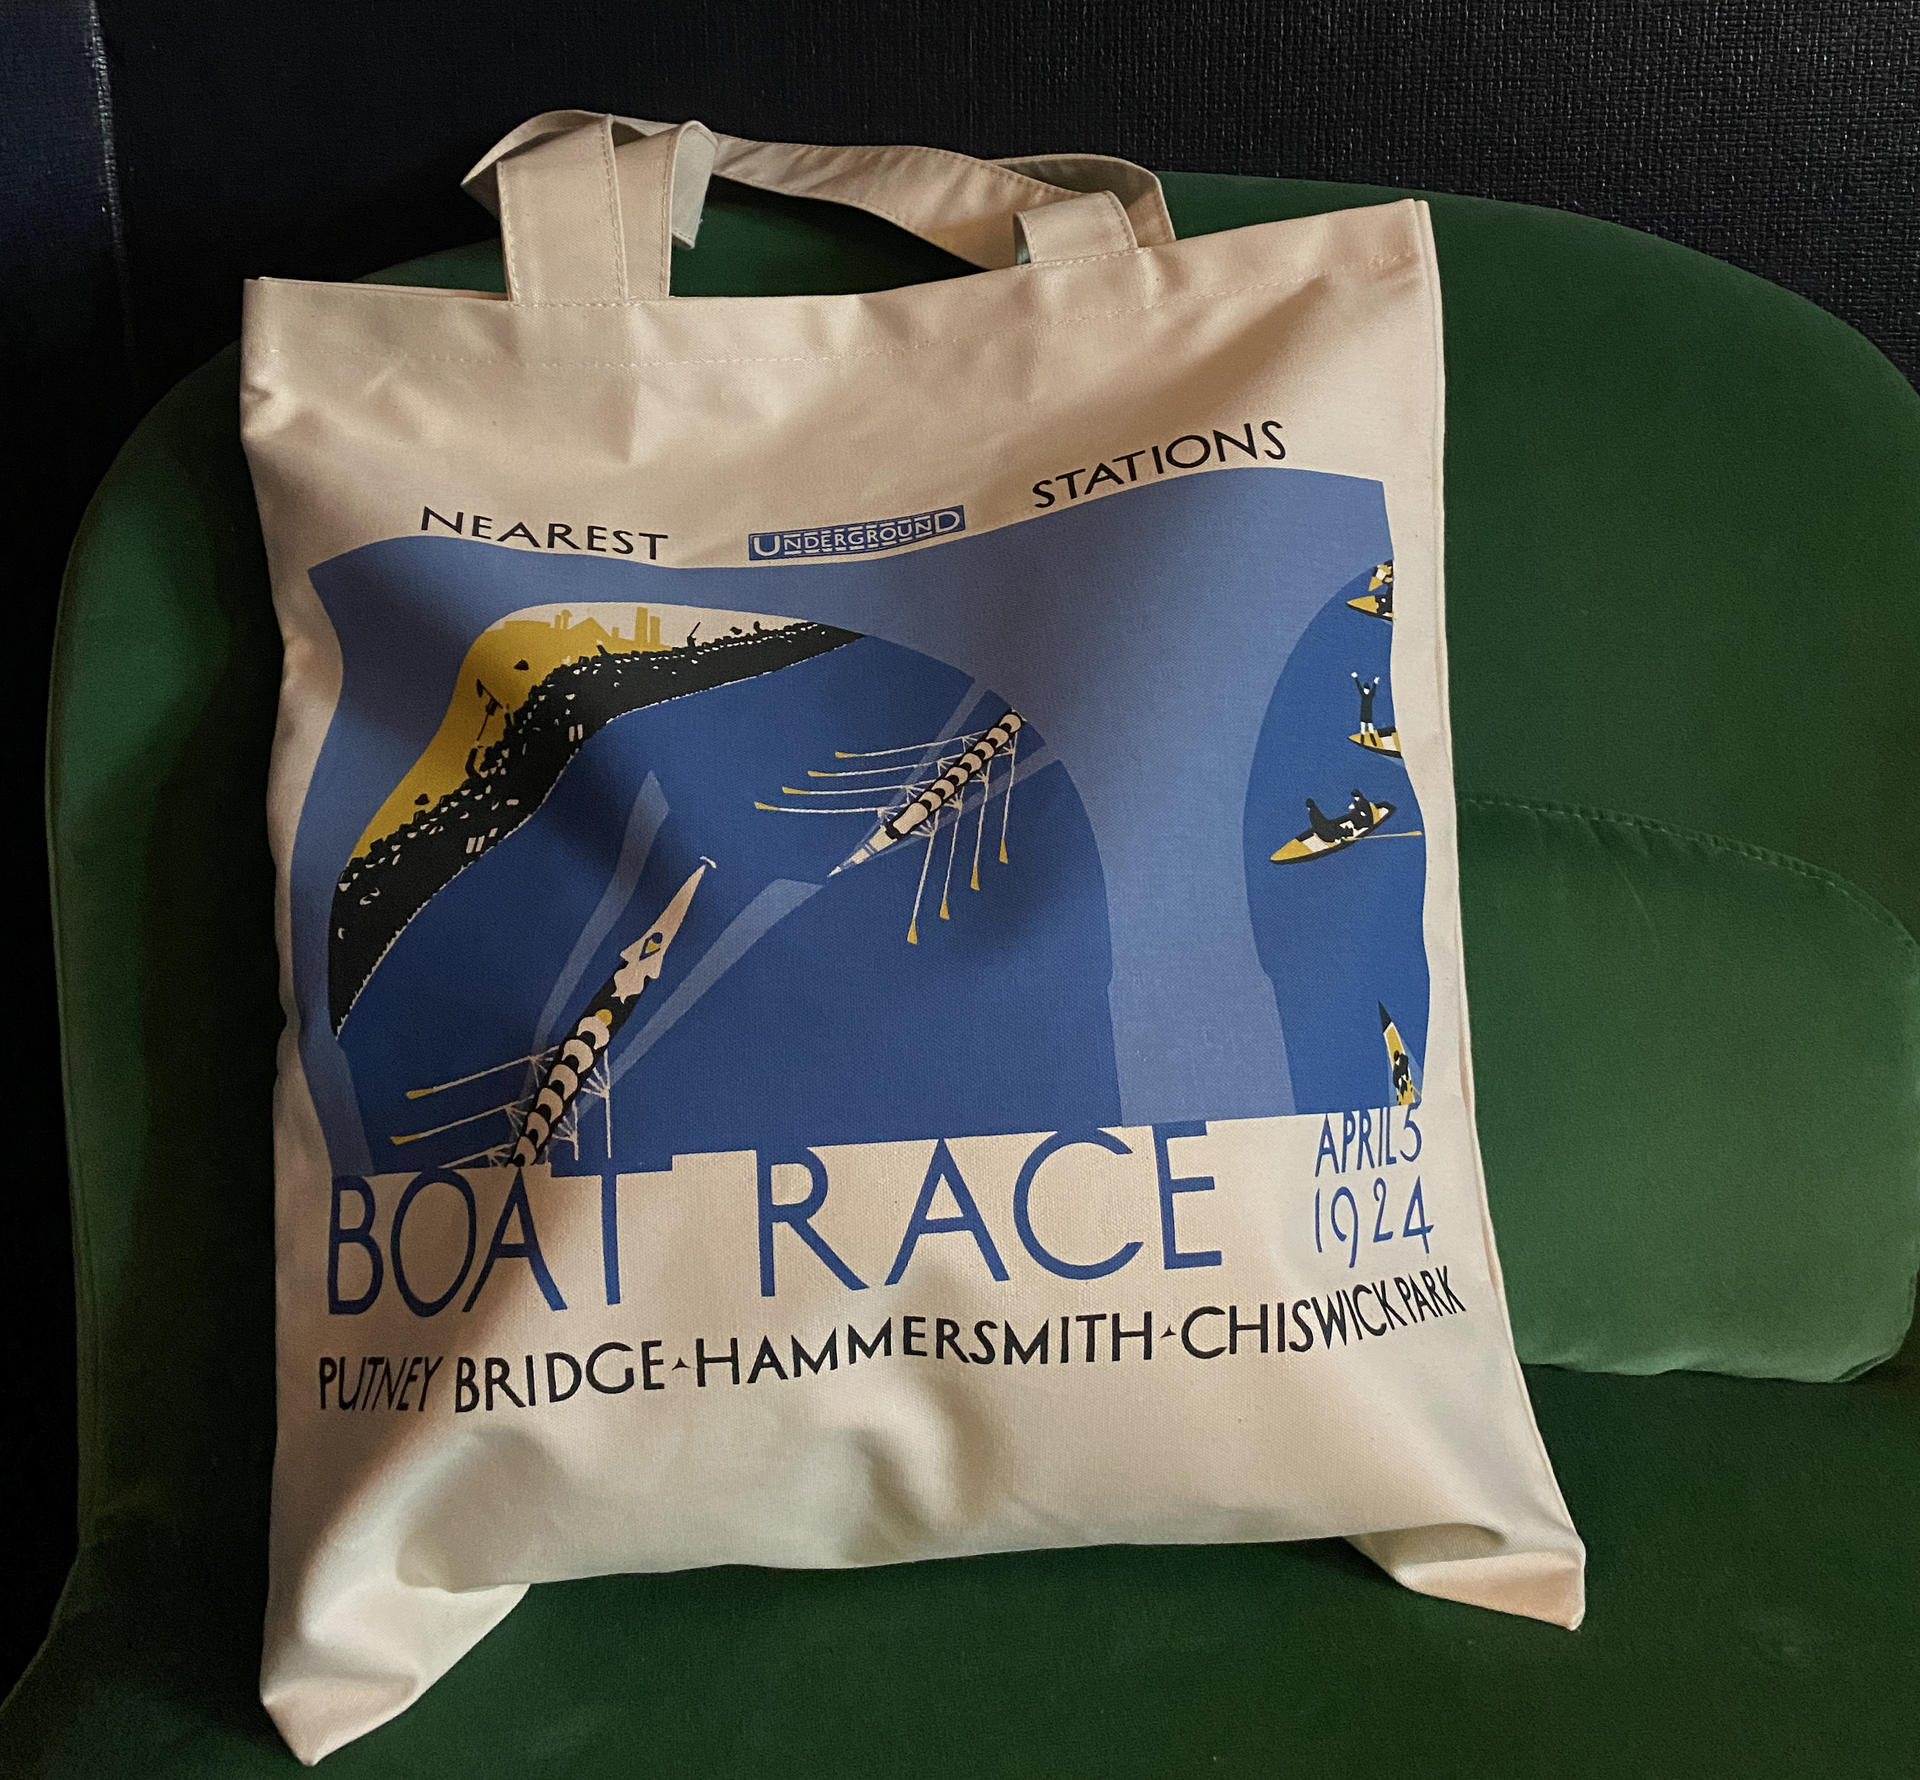 NEAREST UNDERGROUND STATIONS
BOAT RACE
APRIL 5
1924
PUTNEY BRIDGE▴HAMMERSMITH▴CHISWICK PARK